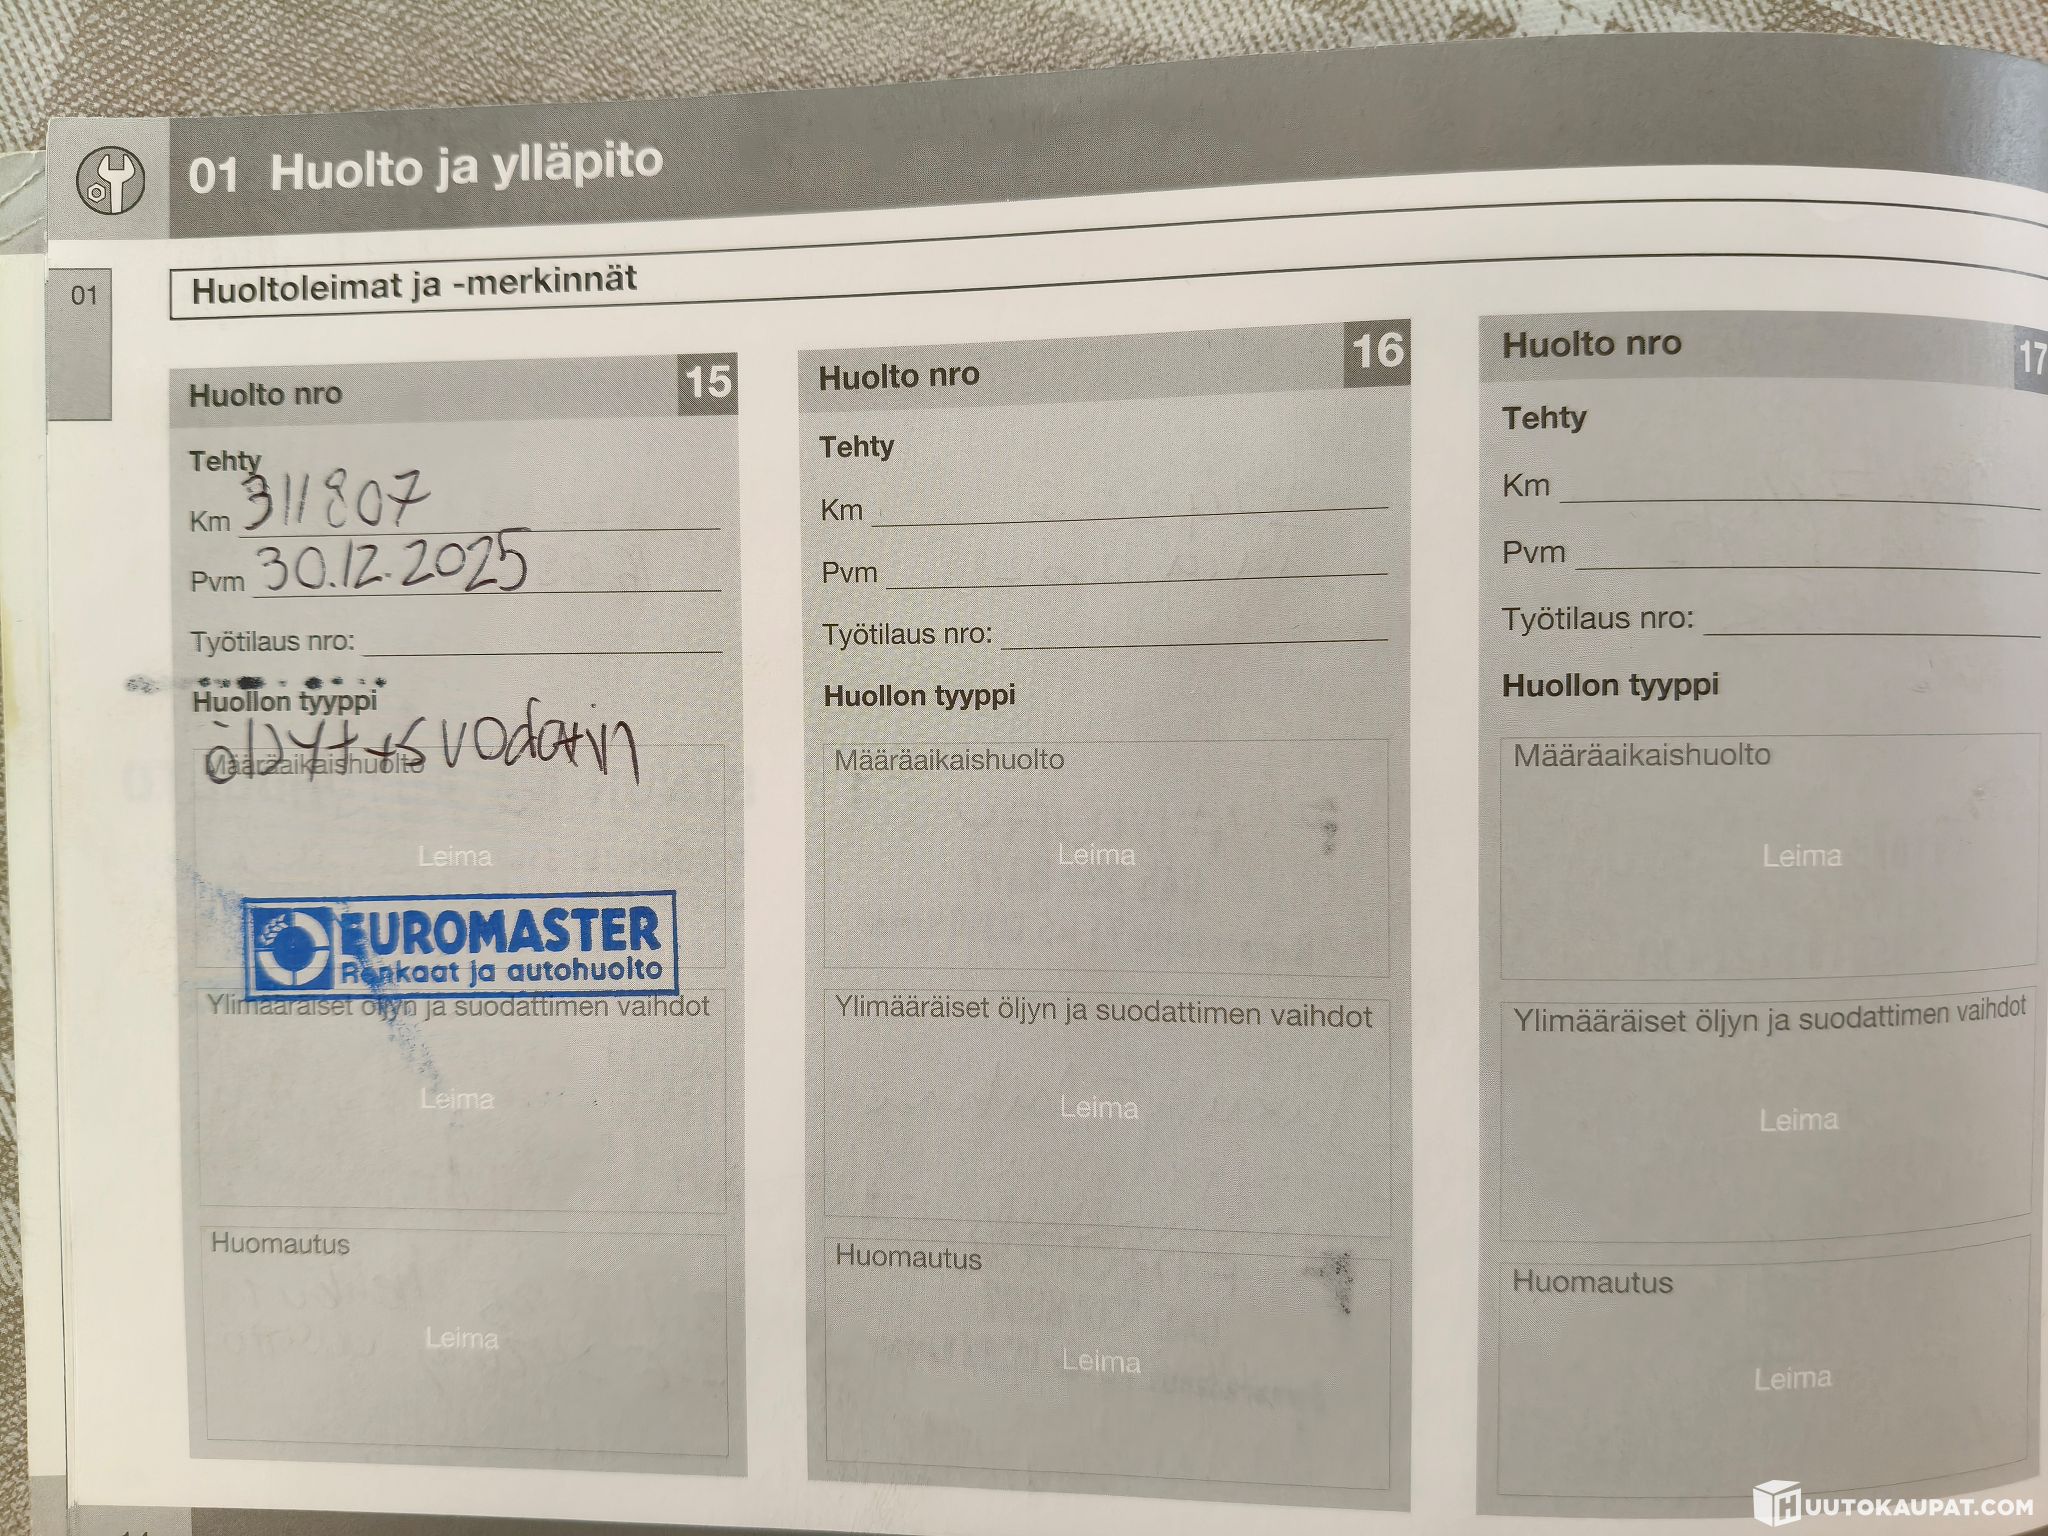 01 Huolto ja ylläpito
01
Huoltoleimat ja -merkinnät
Huolto nro 15
Tehty
Km 311807
Pvm 30.12.2025
Työtilaus nro:
Huollon tyyppi
öljyt + suodatin
Määräaikaishuolto
Leima
EUROMASTER
Renkaat ja autohuolto
Ylimääräiset öljyn ja suodattimen vaihdot
Leima
Huomautus
Leima
Huolto nro 16
Tehty
Km
Pvm
Työtilaus nro:
Huollon tyyppi
Määräaikaishuolto
Leima
Ylimääräiset öljyn ja suodattimen vaihdot
Leima
Huomautus
Leima
Huolto nro 17
Tehty
Km
Pvm
Työtilaus nro:
Huollon tyyppi
Määräaikaishuolto
Leima
Ylimääräiset öljyn ja suodattimen vaihdot
Leima
Huomautus
Leima
HUUTOKAUPAT.COM